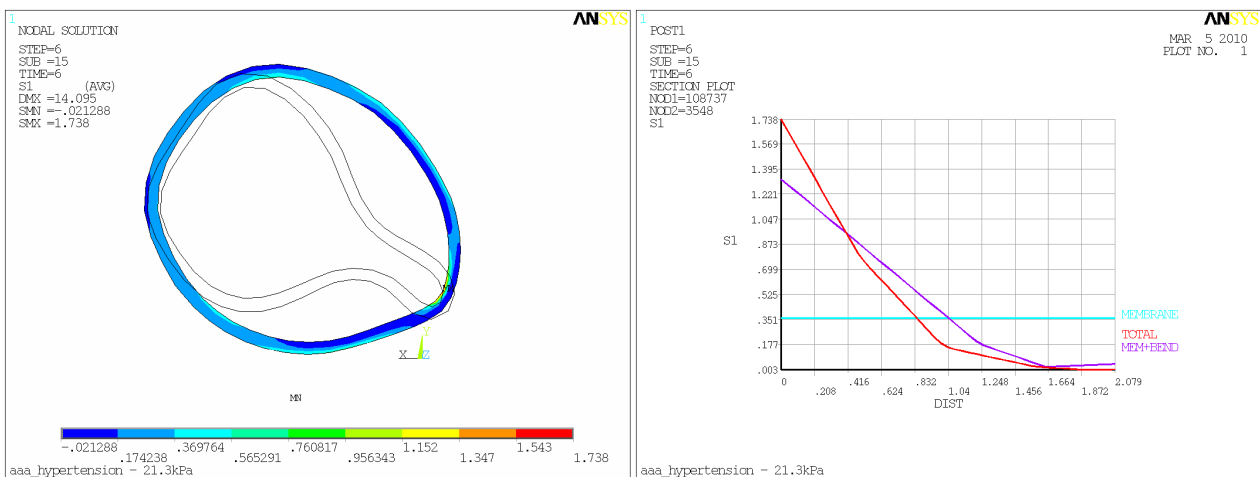 1
ANSYS
NODAL SOLUTION
STEP=6
SUB =15
TIME=6
S1 (AVG)
DMX =14.095
SMN =-.021288
SMX =1.738
Y
X Z
MN
-.021288 .369764 .760817 1.152 1.543
.174238 .565291 .956343 1.347 1.738
aaa_hypertension - 21.3kPa
1
ANSYS
POST1
STEP=6
SUB =15
TIME=6
SECTION PLOT
NOD1=108737
NOD2=3548
S1
MAR 5 2010
PLOT NO. 1
1.738
1.569
1.395
1.221
1.047
.873
S1
.699
.525
.351
.177
.003
MEMBRANE
TOTAL
MEM+BEND
0 .416 .832 1.248 1.664 2.079
.208 .624 1.04 1.456 1.872
DIST
aaa_hypertension - 21.3kPa